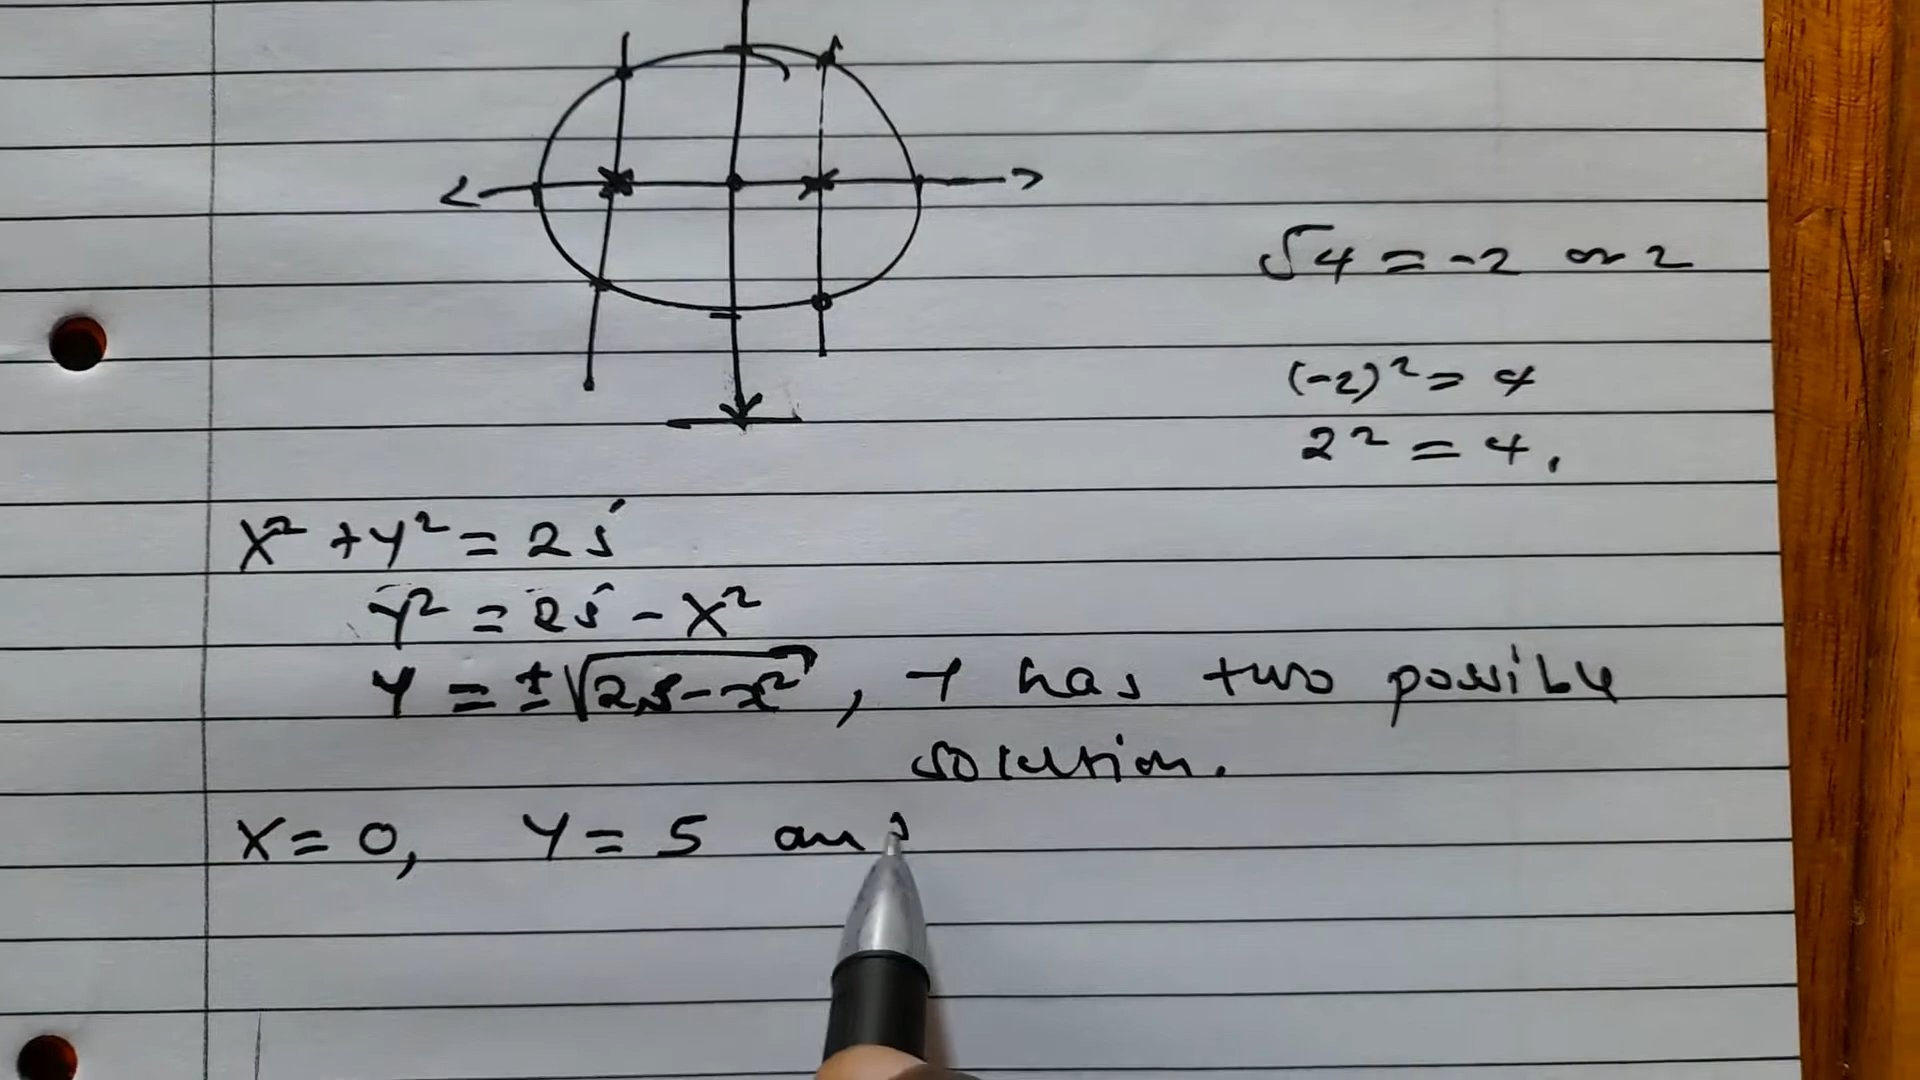 √4 = -2 or 2
(-2)² = 4
2² = 4.
X² + Y² = 25
Y² = 25 - X²
Y = ±√25-x², Y has two possible
solution.
X = 0, Y = 5 and